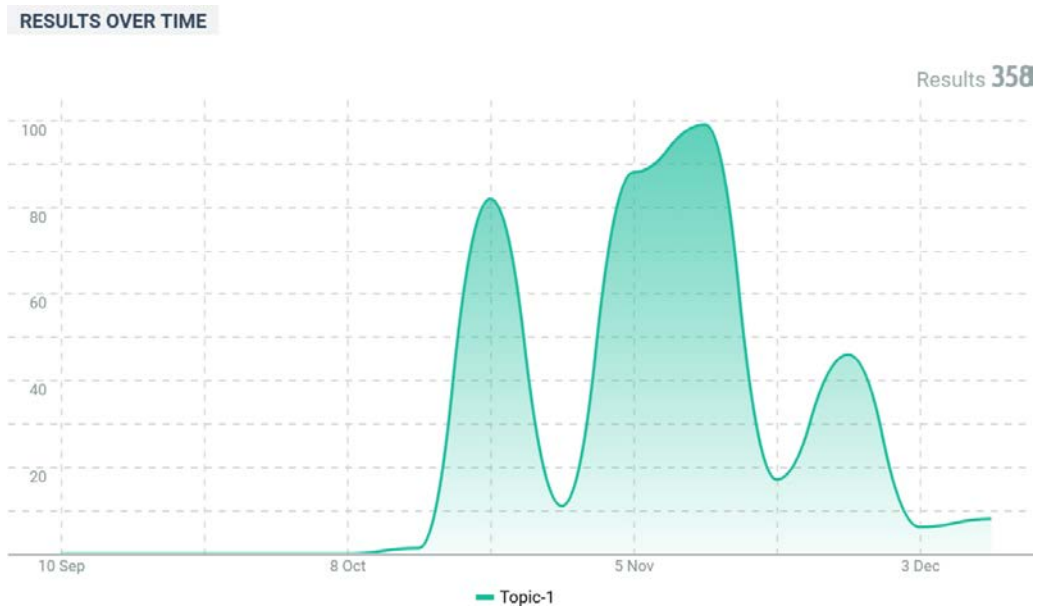 RESULTS OVER TIME
Results 358
100
80
60
40
20
10 Sep 8 Oct 5 Nov 3 Dec
Topic-1